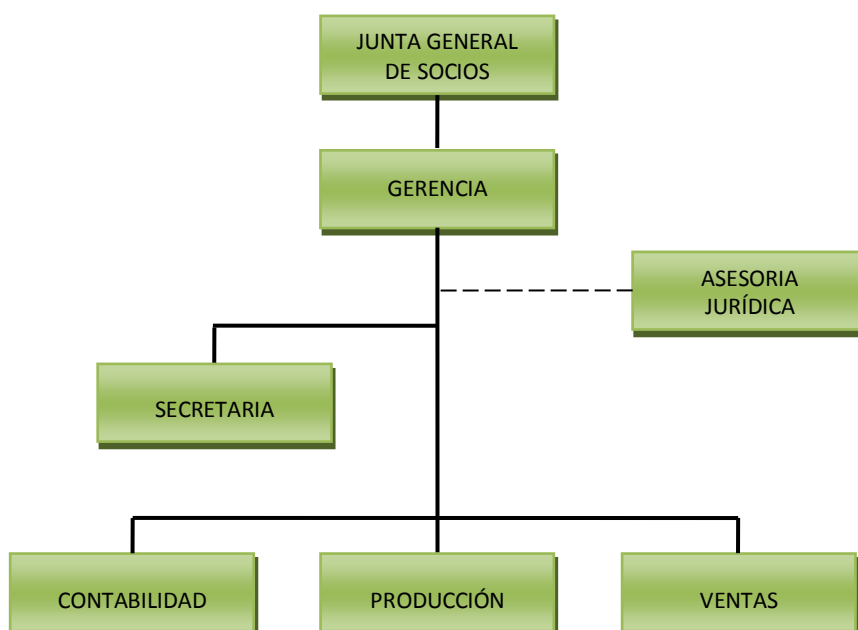 JUNTA GENERAL
DE SOCIOS
GERENCIA
ASESORIA
JURÍDICA
SECRETARIA
CONTABILIDAD
PRODUCCIÓN
VENTAS